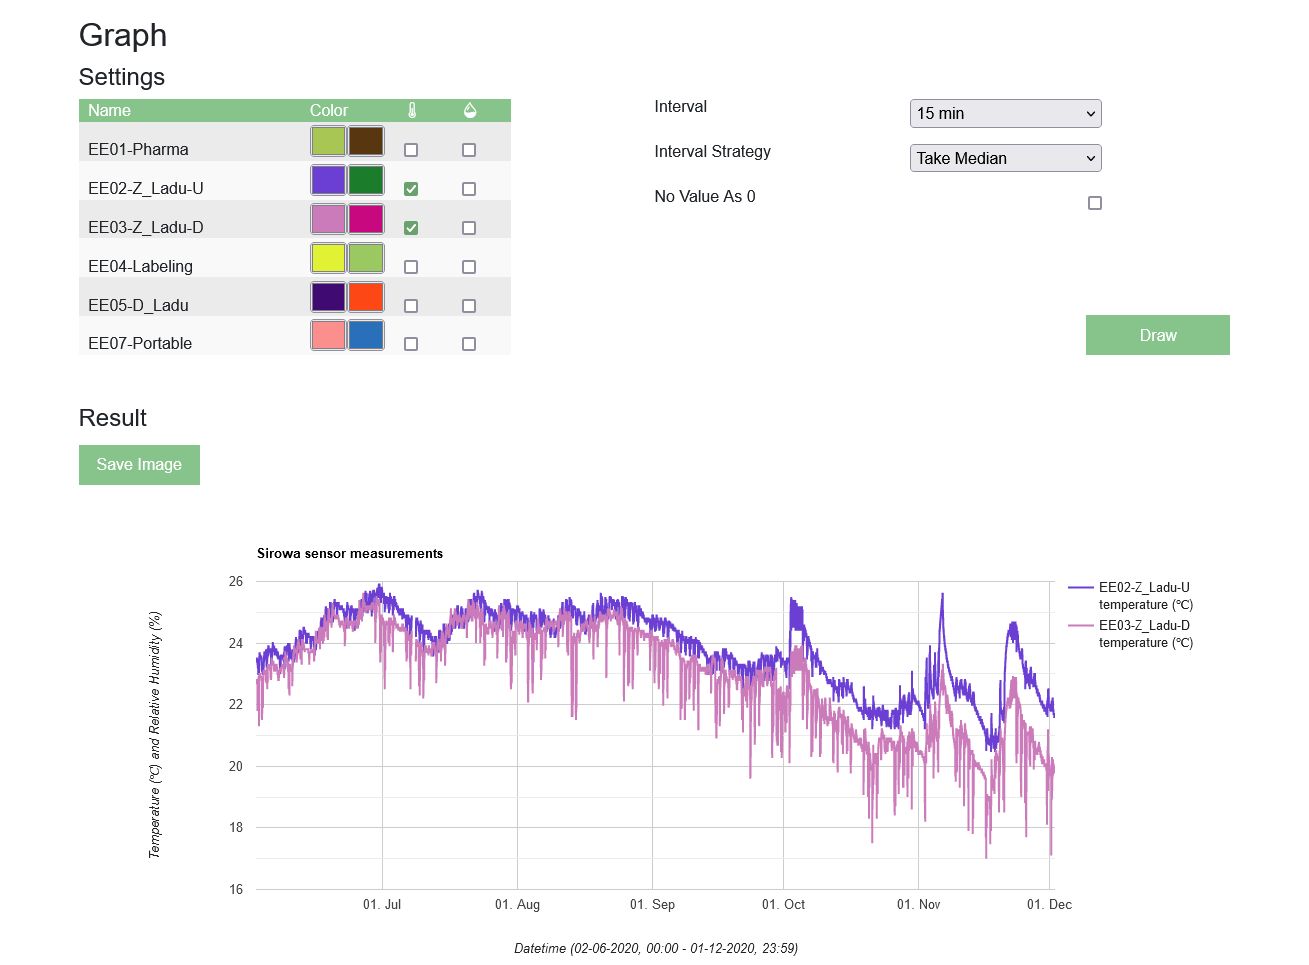 Graph
Settings
Name Color
EE01-Pharma
EE02-Z_Ladu-U
EE03-Z_Ladu-D
EE04-Labeling
EE05-D_Ladu
EE07-Portable
Interval 15 min
Interval Strategy Take Median
No Value As 0
Draw
Result
Save Image
Sirowa sensor measurements
Temperature (°C) and Relative Humidity (%)
26
24
22
20
18
16
01. Jul 01. Aug 01. Sep 01. Oct 01. Nov 01. Dec
Datetime (02-06-2020, 00:00 - 01-12-2020, 23:59)
EE02-Z_Ladu-U
temperature (°C)
EE03-Z_Ladu-D
temperature (°C)